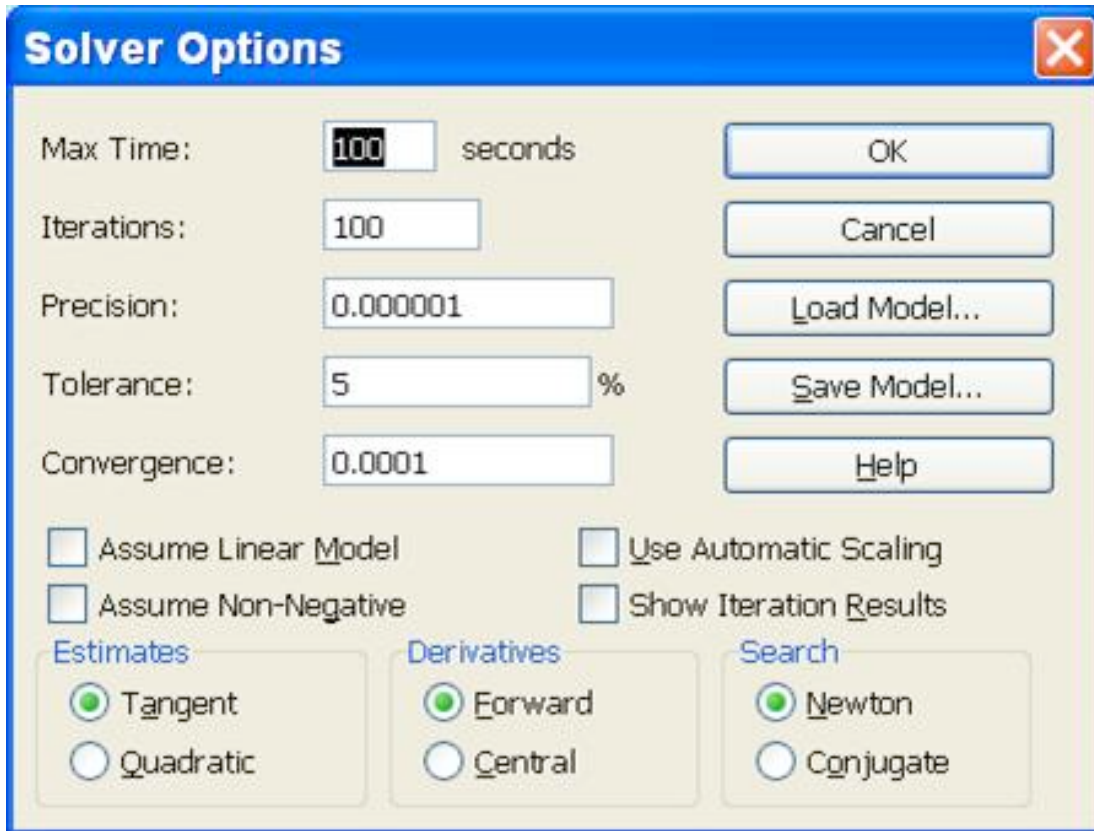 Solver Options
Max Time: 100 seconds OK
Iterations: 100 Cancel
Precision: 0.000001 Load Model...
Tolerance: 5 % Save Model...
Convergence: 0.0001 Help
Assume Linear Model Use Automatic Scaling
Assume Non-Negative Show Iteration Results
Estimates Derivatives Search
Tangent Forward Newton
Quadratic Central Conjugate